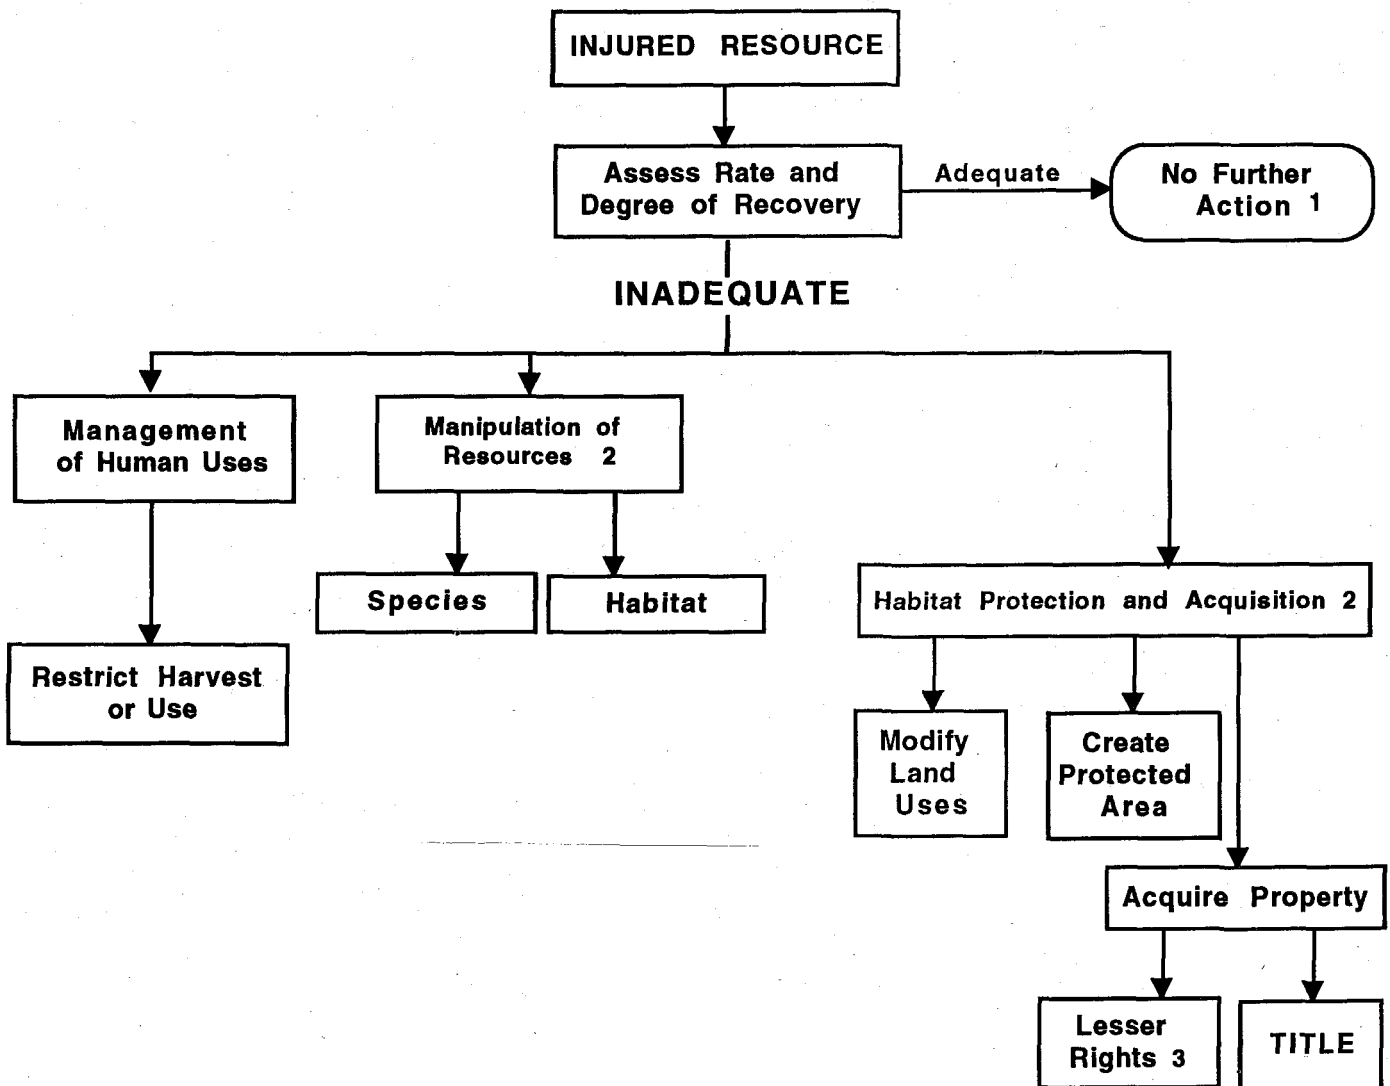 INJURED RESOURCE
Assess Rate and
Degree of Recovery
Adequate
No Further
Action 1
INADEQUATE
Management
of Human Uses
Manipulation of
Resources 2
Species
Habitat
Habitat Protection and Acquisition 2
Restrict Harvest
or Use
Modify
Land
Uses
Create
Protected
Area
Acquire Property
Lesser
Rights 3
TITLE